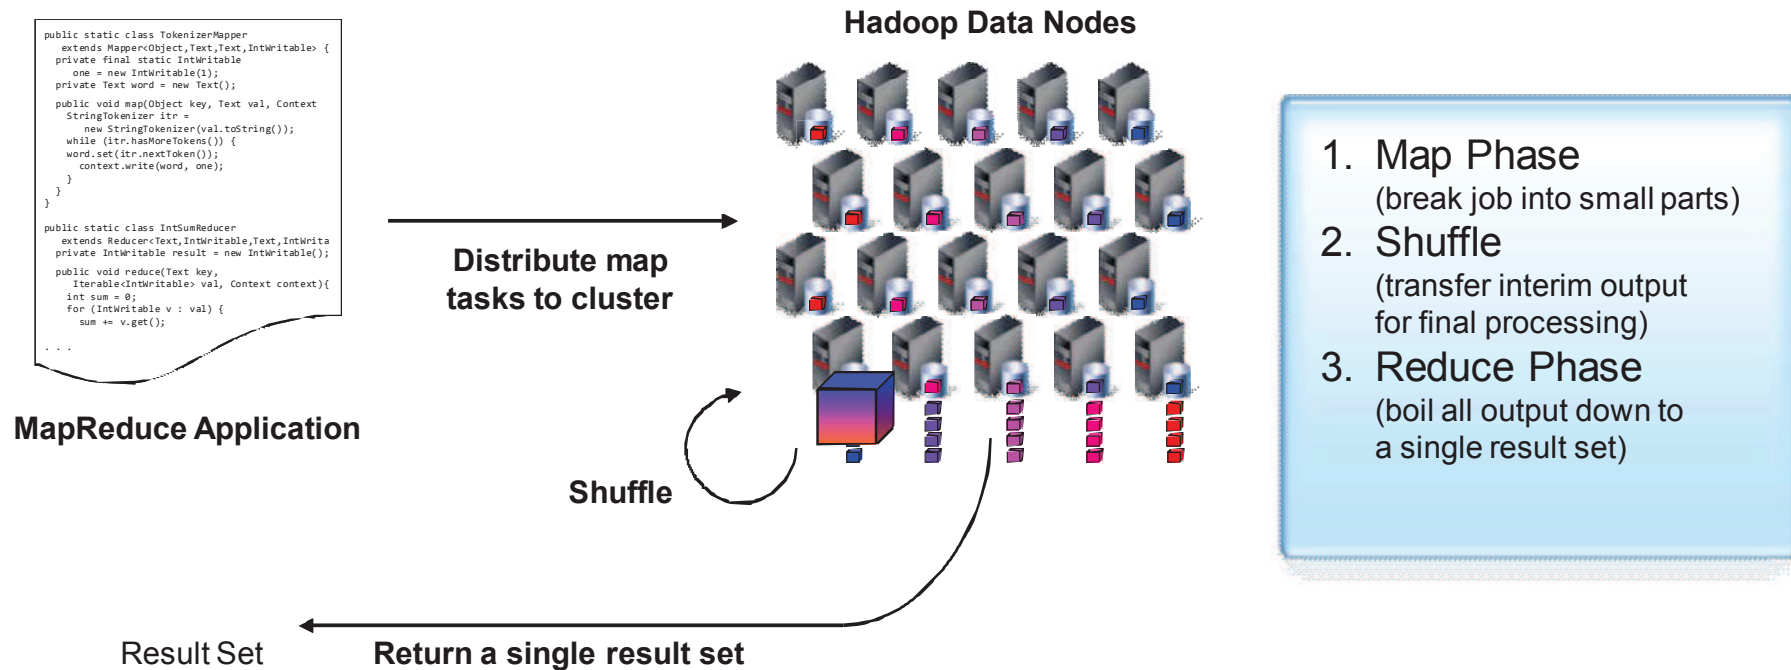 public static class TokenizerMapper
extends Mapper<Object,Text,Text,IntWritable> {
private final static IntWritable
one = new IntWritable(1);
private Text word = new Text();
public void map(Object key, Text val, Context
StringTokenizer itr =
new StringTokenizer(val.toString());
while (itr.hasMoreTokens()) {
word.set(itr.nextToken());
context.write(word, one);
}
}
}
public static class IntSumReducer
extends Reducer<Text,IntWritable,Text,IntWrita
private IntWritable result = new IntWritable();
public void reduce(Text key,
Iterable<IntWritable> val, Context context){
int sum = 0;
for (IntWritable v : val) {
sum += v.get();
. . .
MapReduce Application
Distribute map
tasks to cluster
Hadoop Data Nodes
Shuffle
Return a single result set
Result Set
1. Map Phase
(break job into small parts)
2. Shuffle
(transfer interim output
for final processing)
3. Reduce Phase
(boil all output down to
a single result set)